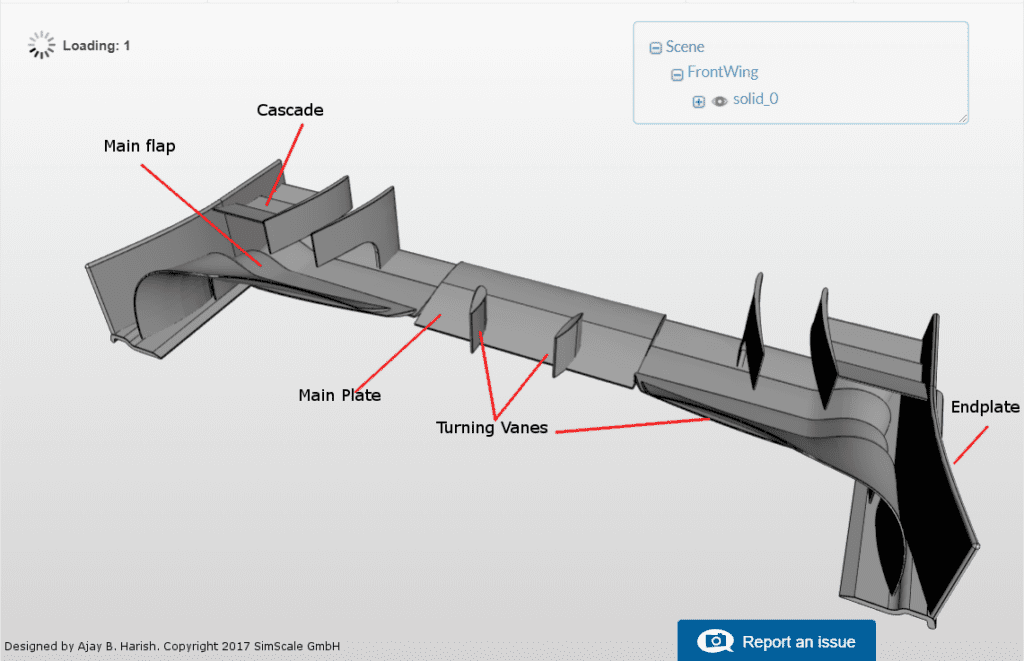 Loading: 1
Scene
FrontWing
solid_0
Cascade
Main flap
Main Plate
Turning Vanes
Endplate
Designed by Ajay B. Harish. Copyright 2017 SimScale GmbH
Report an issue